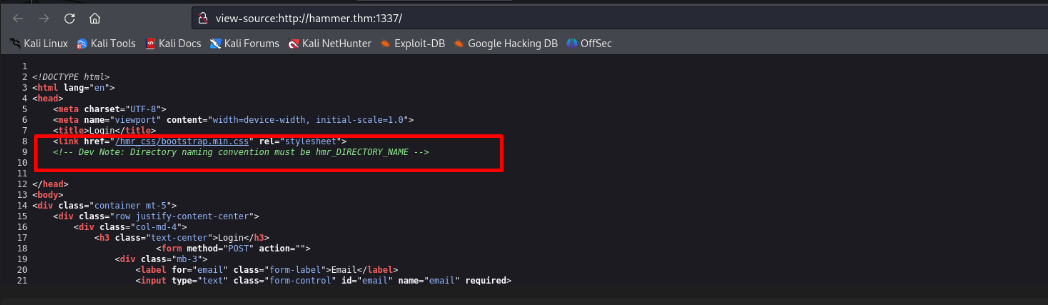 view-source:http://hammer.thm:1337/
Kali Linux Kali Tools Kali Docs Kali Forums Kali NetHunter Exploit-DB Google Hacking DB OffSec
1
2 <!DOCTYPE html>
3 <html lang="en">
4 <head>
5 <meta charset="UTF-8">
6 <meta name="viewport" content="width=device-width, initial-scale=1.0">
7 <title>Login</title>
8 <link href="/hmr_css/bootstrap.min.css" rel="stylesheet">
9 <!-- Dev Note: Directory naming convention must be hmr_DIRECTORY_NAME -->
10
11
12 </head>
13 <body>
14 <div class="container mt-5">
15 <div class="row justify-content-center">
16 <div class="col-md-4">
17 <h3 class="text-center">Login</h3>
18 <form method="POST" action="">
19 <div class="mb-3">
20 <label for="email" class="form-label">Email</label>
21 <input type="text" class="form-control" id="email" name="email" required>